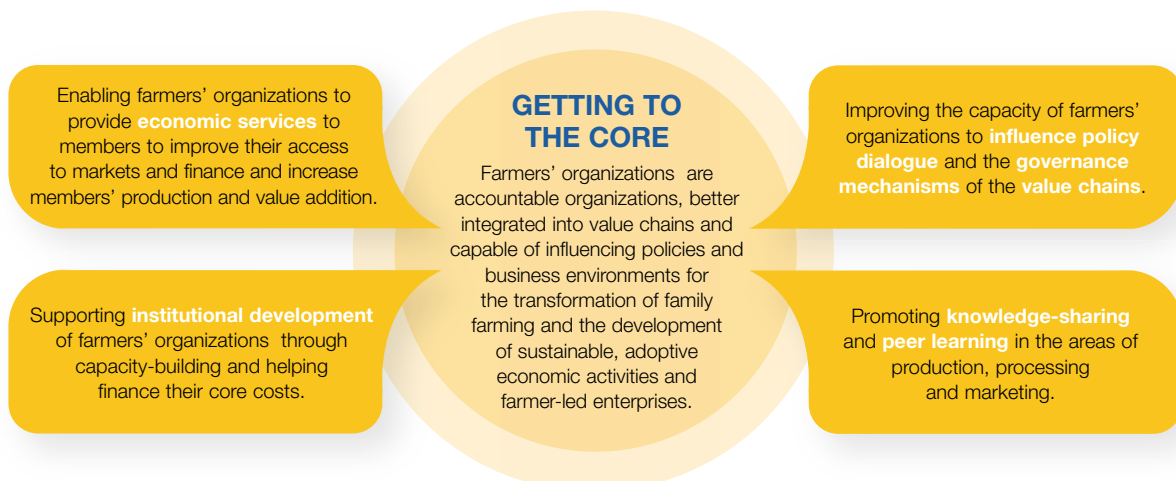 Enabling farmers' organizations to
provide economic services to
members to improve their access
to markets and finance and increase
members' production and value addition.
Supporting institutional development
of farmers' organizations through
capacity-building and helping
finance their core costs.
GETTING TO
THE CORE
Farmers' organizations are
accountable organizations, better
integrated into value chains and
capable of influencing policies and
business environments for
the transformation of family
farming and the development
of sustainable, adoptive
economic activities and
farmer-led enterprises.
Improving the capacity of farmers'
organizations to influence policy
dialogue and the governance
mechanisms of the value chains.
Promoting knowledge-sharing
and peer learning in the areas of
production, processing
and marketing.